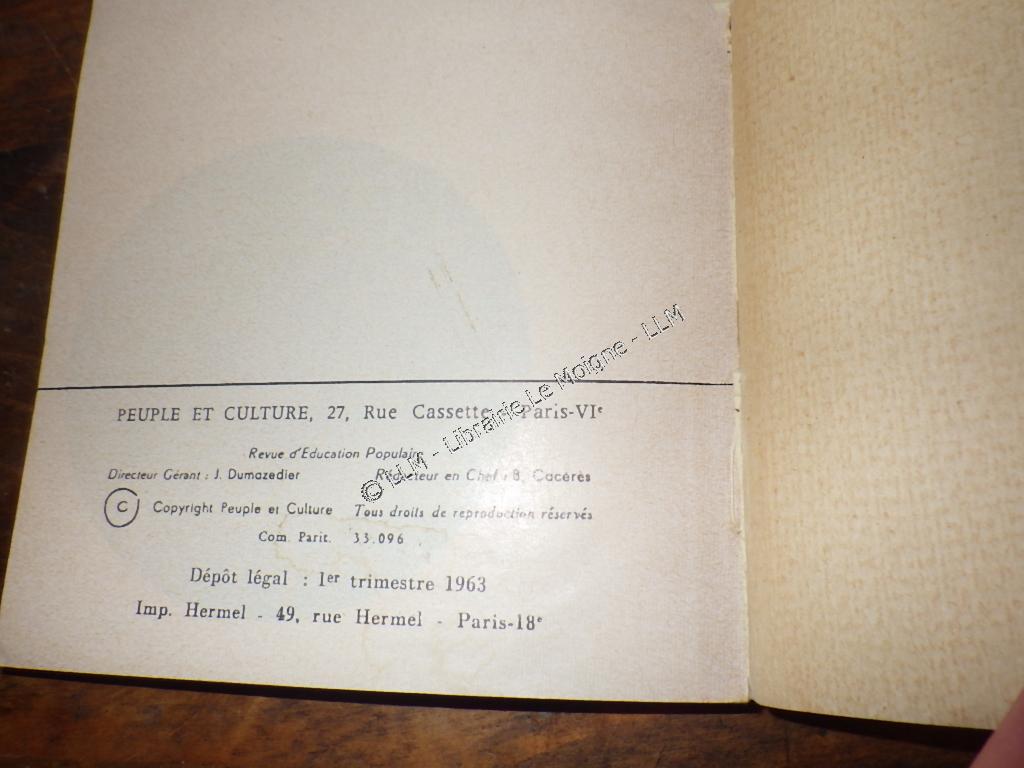 PEUPLE ET CULTURE, 27, Rue Cassette - Paris-VIe
Revue d'Education Populaire
Directeur Gérant : J. Dumazedier Rédacteur en Chef : B. Cacérès
© Copyright Peuple et Culture Tous droits de reproduction réservés
Com. Parit. 33.096
Dépôt légal : 1er trimestre 1963
Imp. Hermel - 49, rue Hermel - Paris-18e
© LLM - Librairie Le Moigne - LLM